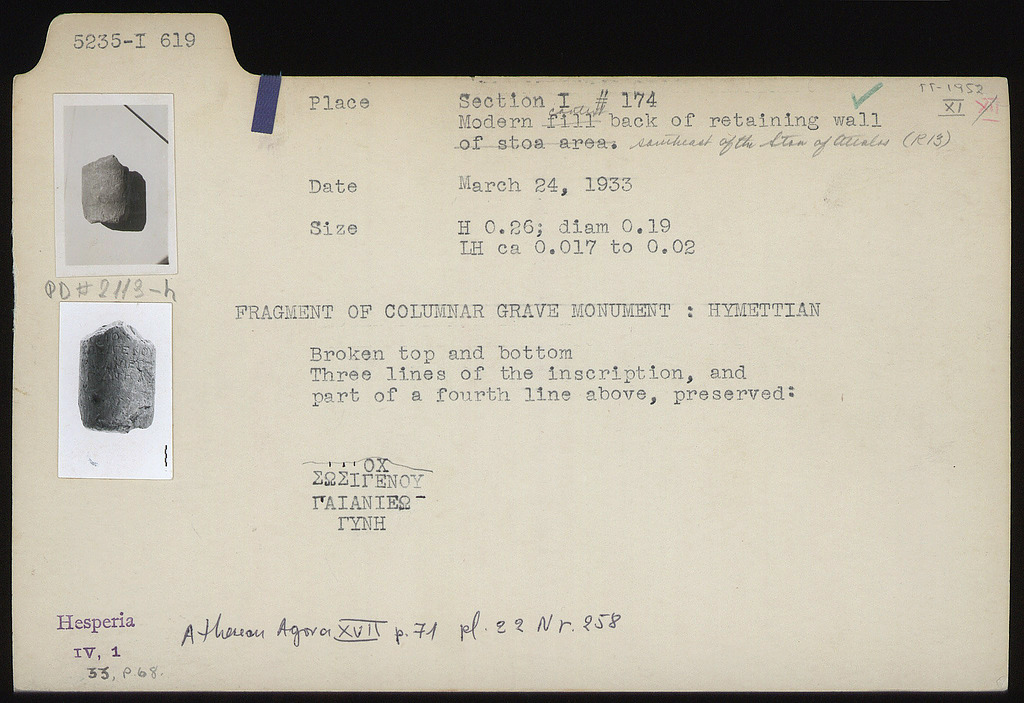 5235-I 619
ΠΠ-1952
XI XII
Place Section I # 174
Modern fill back of retaining wall
of stoa area. southeast of the Stoa of Attalos (R13)
Date March 24, 1933
Size H 0.26; diam 0.19
LH ca 0.017 to 0.02
PD#2113-h
FRAGMENT OF COLUMNAR GRAVE MONUMENT : HYMETTIAN
Broken top and bottom
Three lines of the inscription, and
part of a fourth line above, preserved:
ΟΧ
ΣΩΣΙΓΕΝΟΥ
ΓΑΙΑΝΙΕΩ
ΓΥΝΗ
Hesperia
IV, 1
33, P.68.
Athenian Agora XVII p.71 pl.22 Nr.258